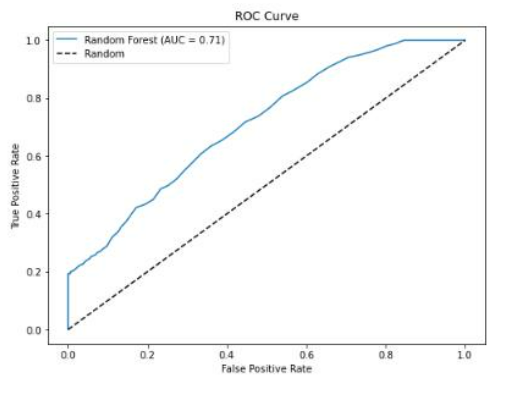 ROC Curve
Random Forest (AUC = 0.71)
Random
True Positive Rate
1.0
0.8
0.6
0.4
0.2
0.0
0.0 0.2 0.4 0.6 0.8 1.0
False Positive Rate